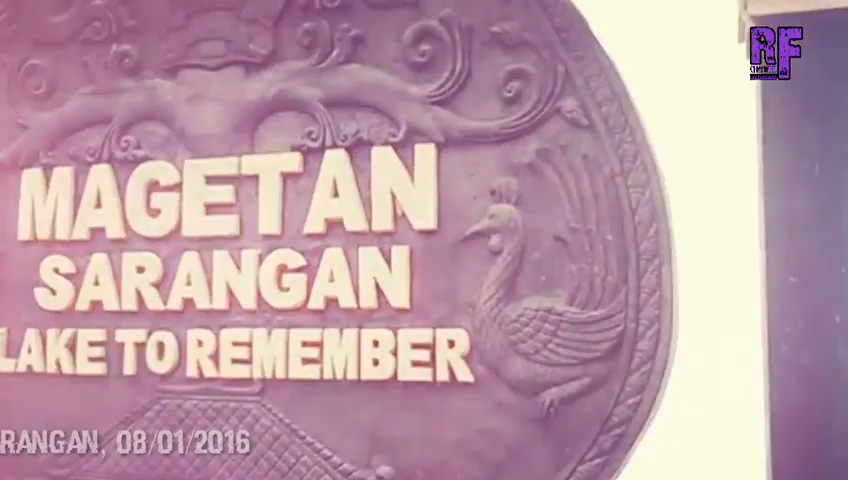 RF
MAGETAN
SARANGAN
LAKE TO REMEMBER
RANGAN, 08/01/2016